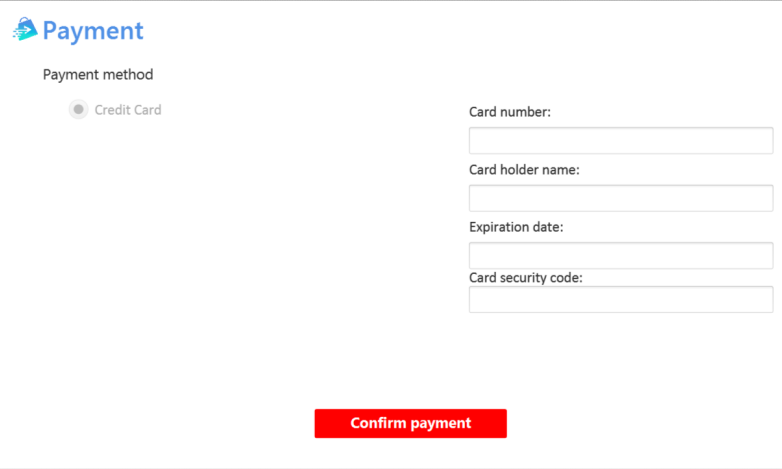 Payment
Payment method
Credit Card
Card number:
Card holder name:
Expiration date:
Card security code:
Confirm payment